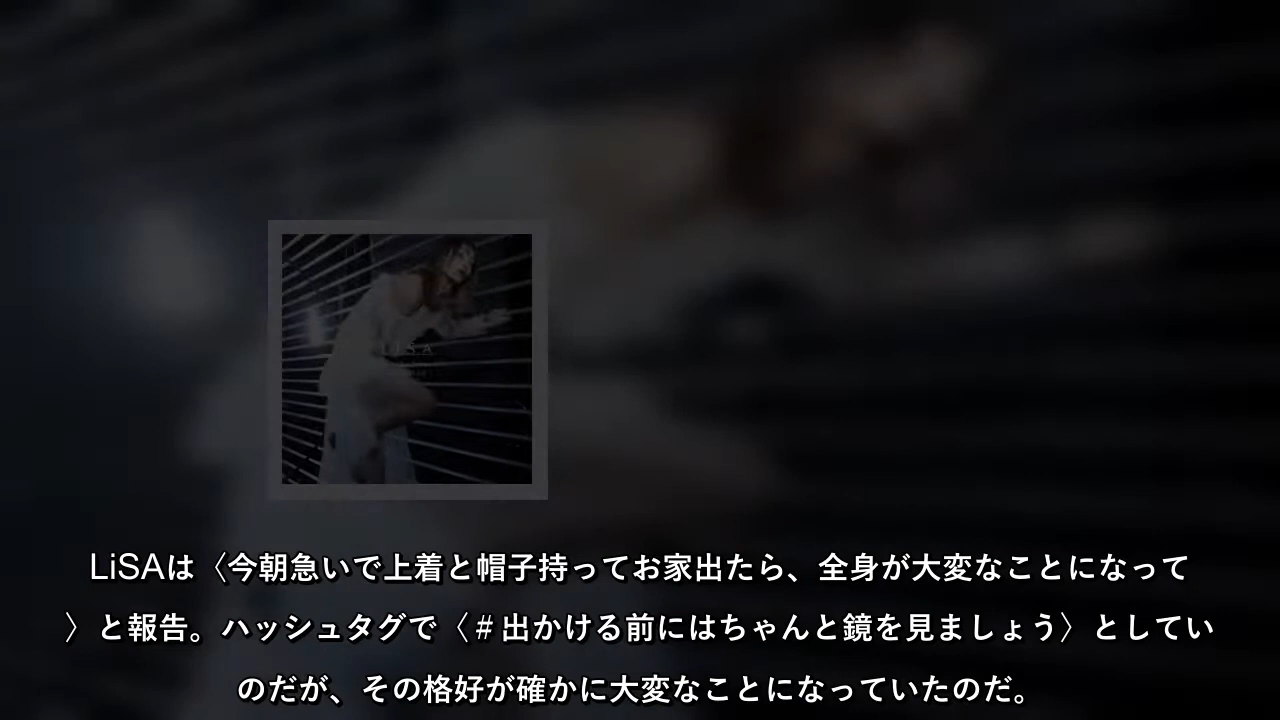 LiSA
LiSAは〈今朝急いで上着と帽子持ってお家出たら、全身が大変なことになって
〉と報告。ハッシュタグで〈＃出かける前にはちゃんと鏡を見ましょう〉としてい
のだが、その格好が確かに大変なことになっていたのだ。